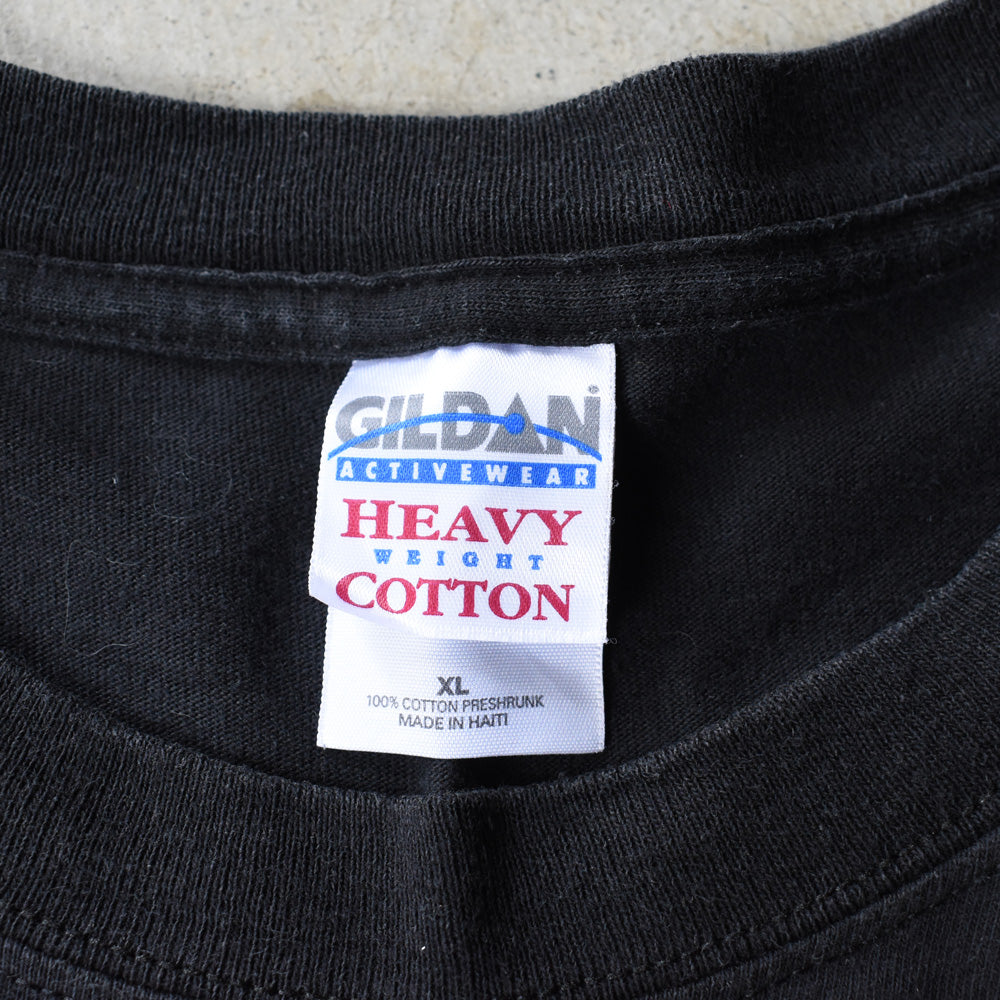 GILDAN®
ACTIVEWEAR
HEAVY
WEIGHT
COTTON
XL
100% COTTON PRESHRUNK
MADE IN HAITI